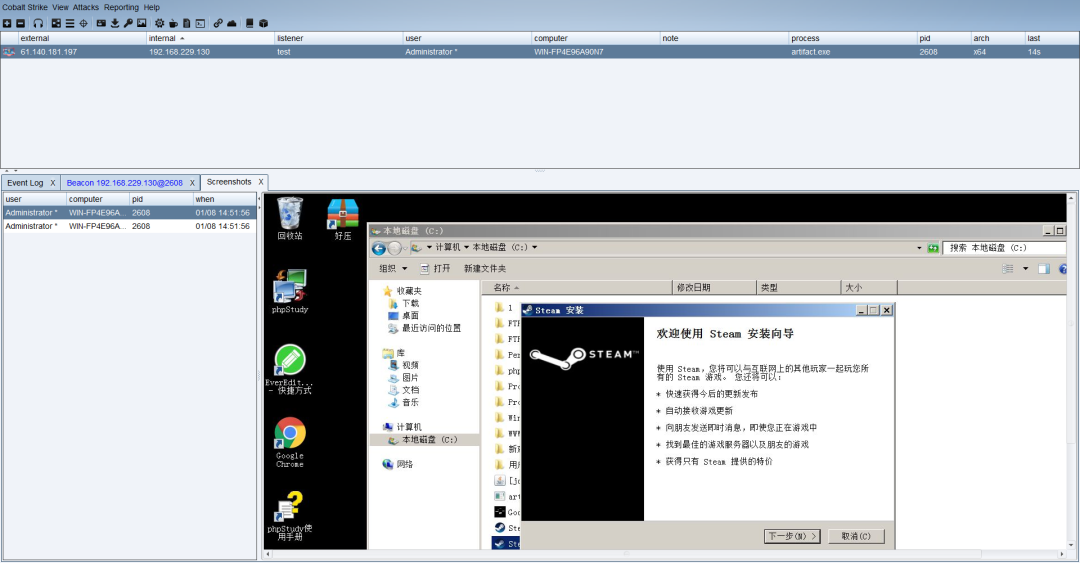 Cobalt Strike View Attacks Reporting Help
external internal listener user computer note process pid arch last
61.140.181.197 192.168.229.130 test Administrator * WIN-FP4E96A90N7 artifact.exe 2608 x64 14s
Event Log X Beacon 192.168.229.130@2608 X Screenshots X
user computer pid when
Administrator * WIN-FP4E96A... 2608 01/08 14:51:56
Administrator * WIN-FP4E96A... 2608 01/08 14:51:56
回收站
好压
phpStudy
EverEdit...
- 快捷方式
Google
Chrome
phpStudy使
用手册
本地磁盘 (C:)
计算机 本地磁盘 (C:)
搜索 本地磁盘 (C:)
组织 打开 新建文件夹
收藏夹
下载
桌面
最近访问的位置
库
视频
图片
文档
音乐
计算机
本地磁盘 (C:)
网络
名称 修改日期 类型 大小
1
FTP
FTP
Per
php
Pro
Pro
Win
WWW
新建
用户
[jo
art
Goo
Ste
Ste
Steam 安装
STEAM™
欢迎使用 Steam 安装向导
使用 Steam,您将可以与互联网上的其他玩家一起玩您所
有的 Steam 游戏。 您还将可以:
* 快速获得今后的更新发布
* 自动接收游戏更新
* 向朋友发送即时消息,即使您正在游戏中
* 找到最佳的游戏服务器以及朋友的游戏
* 获得只有 Steam 提供的特价
下一步(N) >
取消(C)